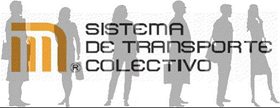 SISTEMA
DE TRANSPORTE
COLECTIVO
®